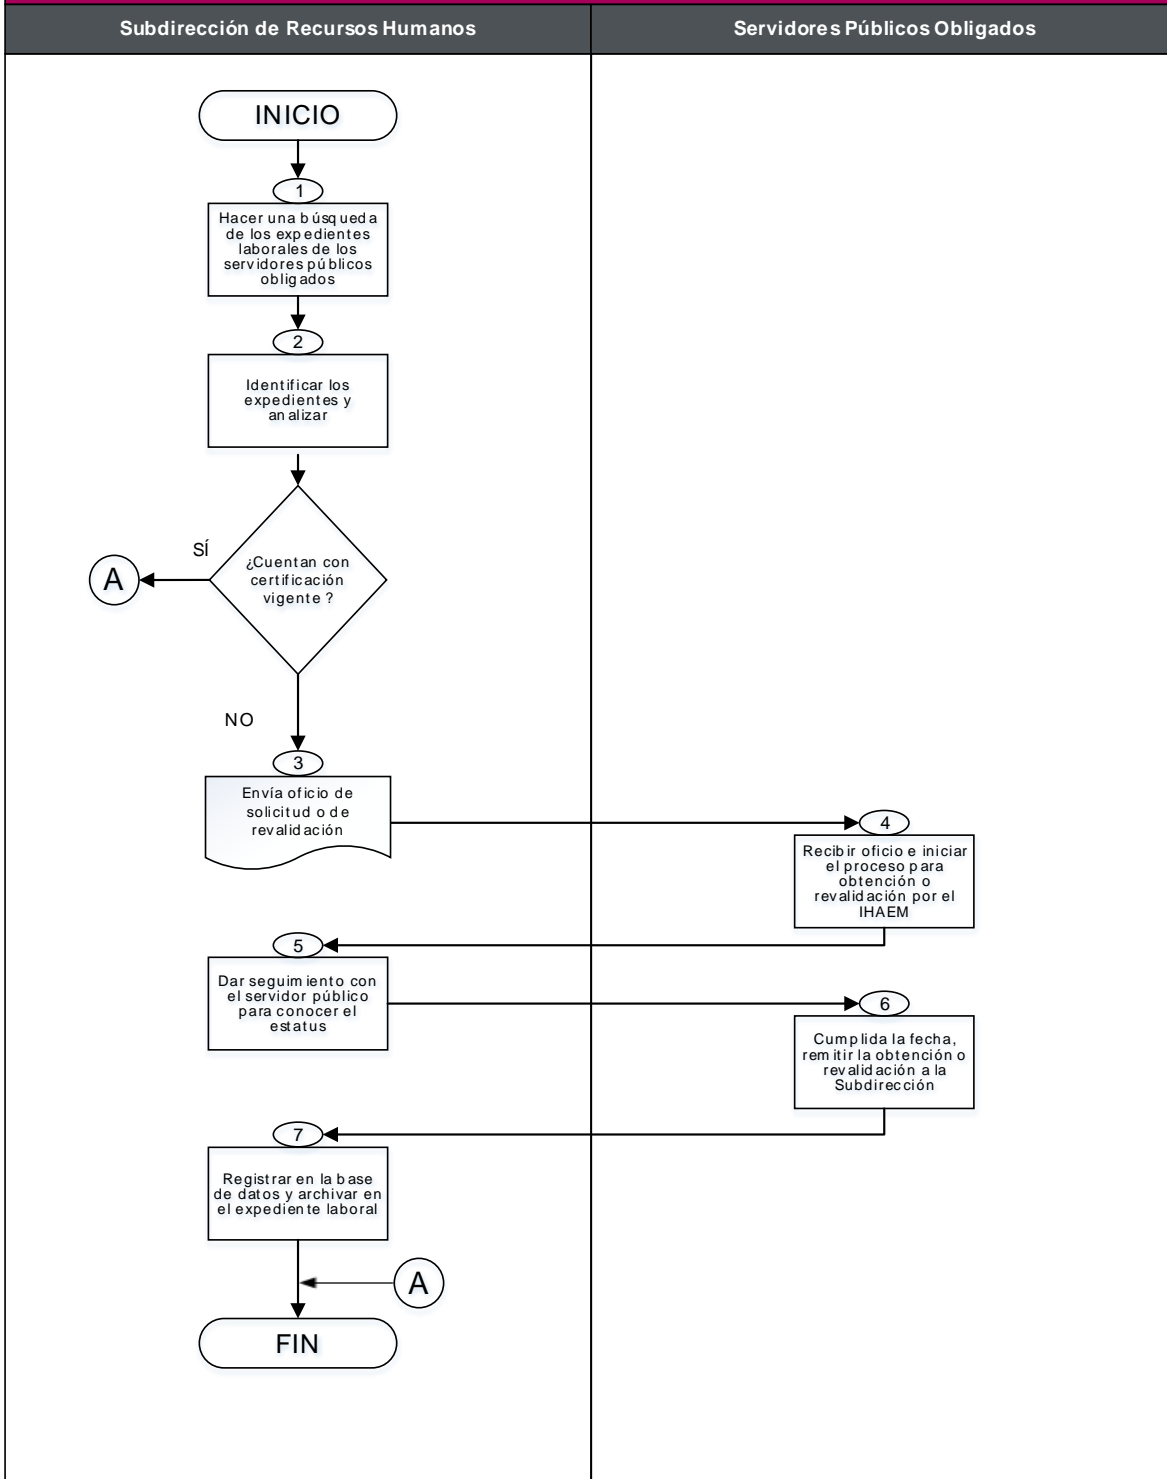 Subdirección de Recursos Humanos
Servidores Públicos Obligados
INICIO
1
Hacer una búsqueda
de los expedientes
laborales de los
servidores públicos
obligados
2
Identificar los
expedientes y
analizar
SÍ
A
¿Cuentan con
certificación
vigente ?
NO
3
Envía oficio de
solicitud o de
revalidación
4
Recibir oficio e iniciar
el proceso para
obtención o
revalidación por el
IHAEM
5
Dar seguimiento con
el servidor público
para conocer el
estatus
6
Cumplida la fecha,
remitir la obtención o
revalidación a la
Subdirección
7
Registrar en la base
de datos y archivar en
el expediente laboral
A
FIN